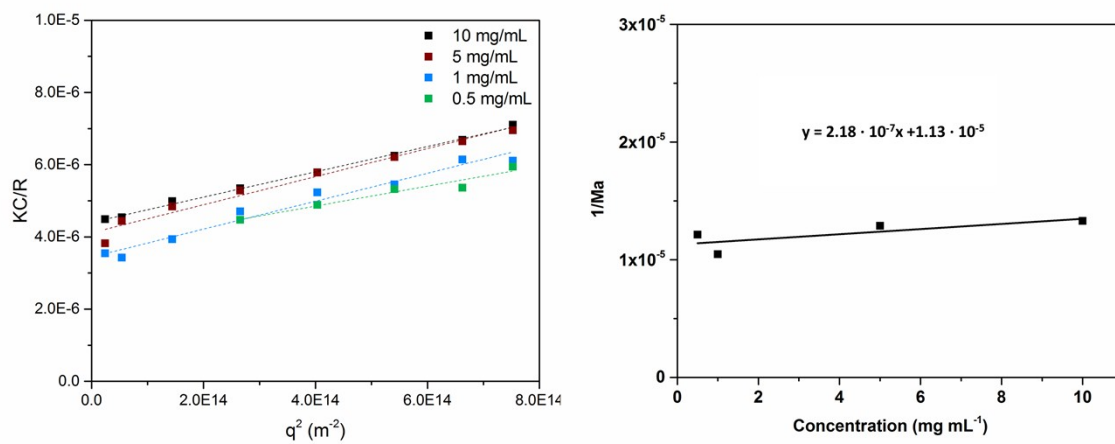 1.0E-5
8.0E-6
6.0E-6
4.0E-6
2.0E-6
0.0
KC/R
10 mg/mL
5 mg/mL
1 mg/mL
0.5 mg/mL
0.0 2.0E14 4.0E14 6.0E14 8.0E14
q² (m⁻²)
3x10⁻⁵
2x10⁻⁵
1x10⁻⁵
0
1/Ma
y = 2.18 · 10⁻⁷x +1.13 · 10⁻⁵
0 2 4 6 8 10
Concentration (mg mL⁻¹)